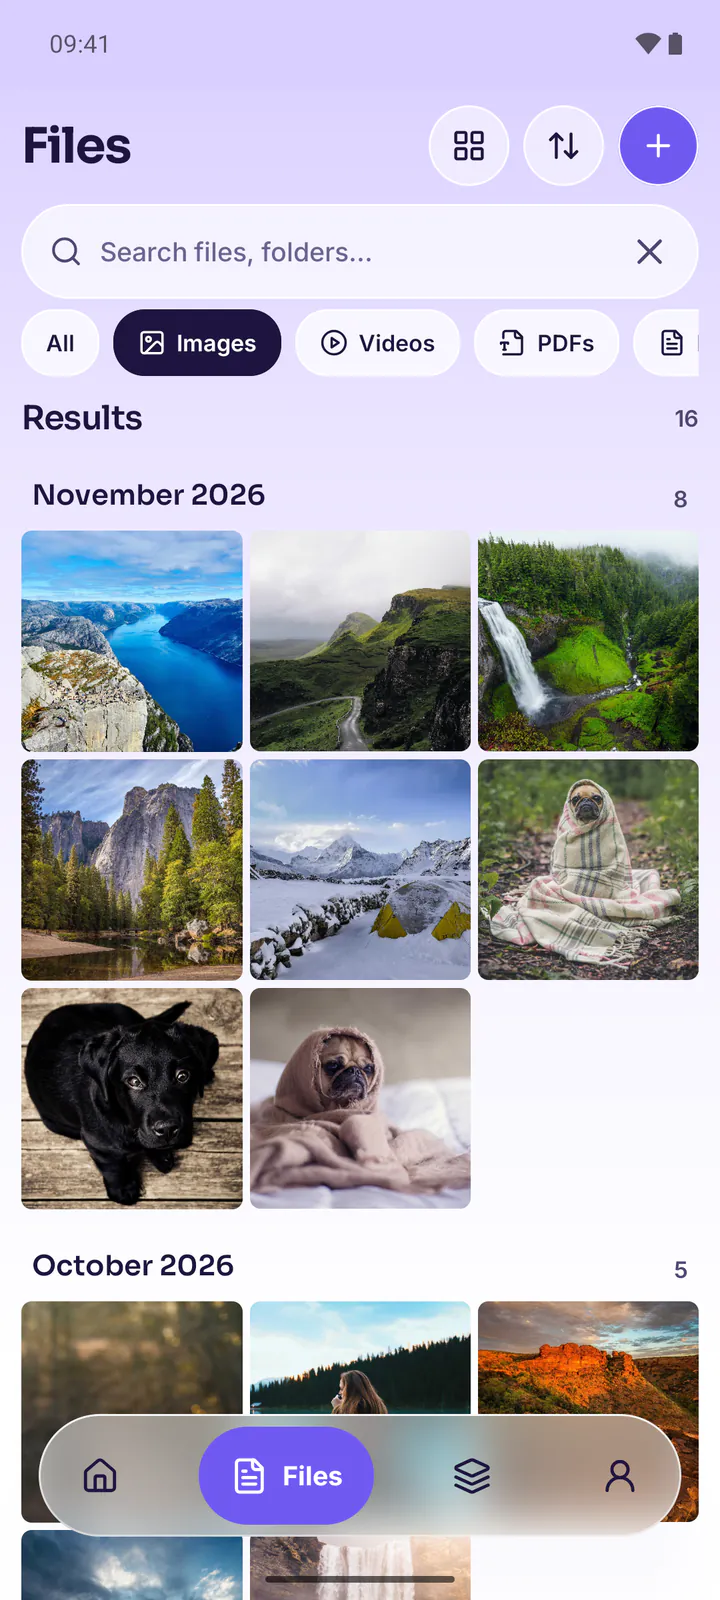 09:41
Files
Search files, folders...
All
Images
Videos
PDFs
Results
16
November 2026
8
October 2026
5
Files